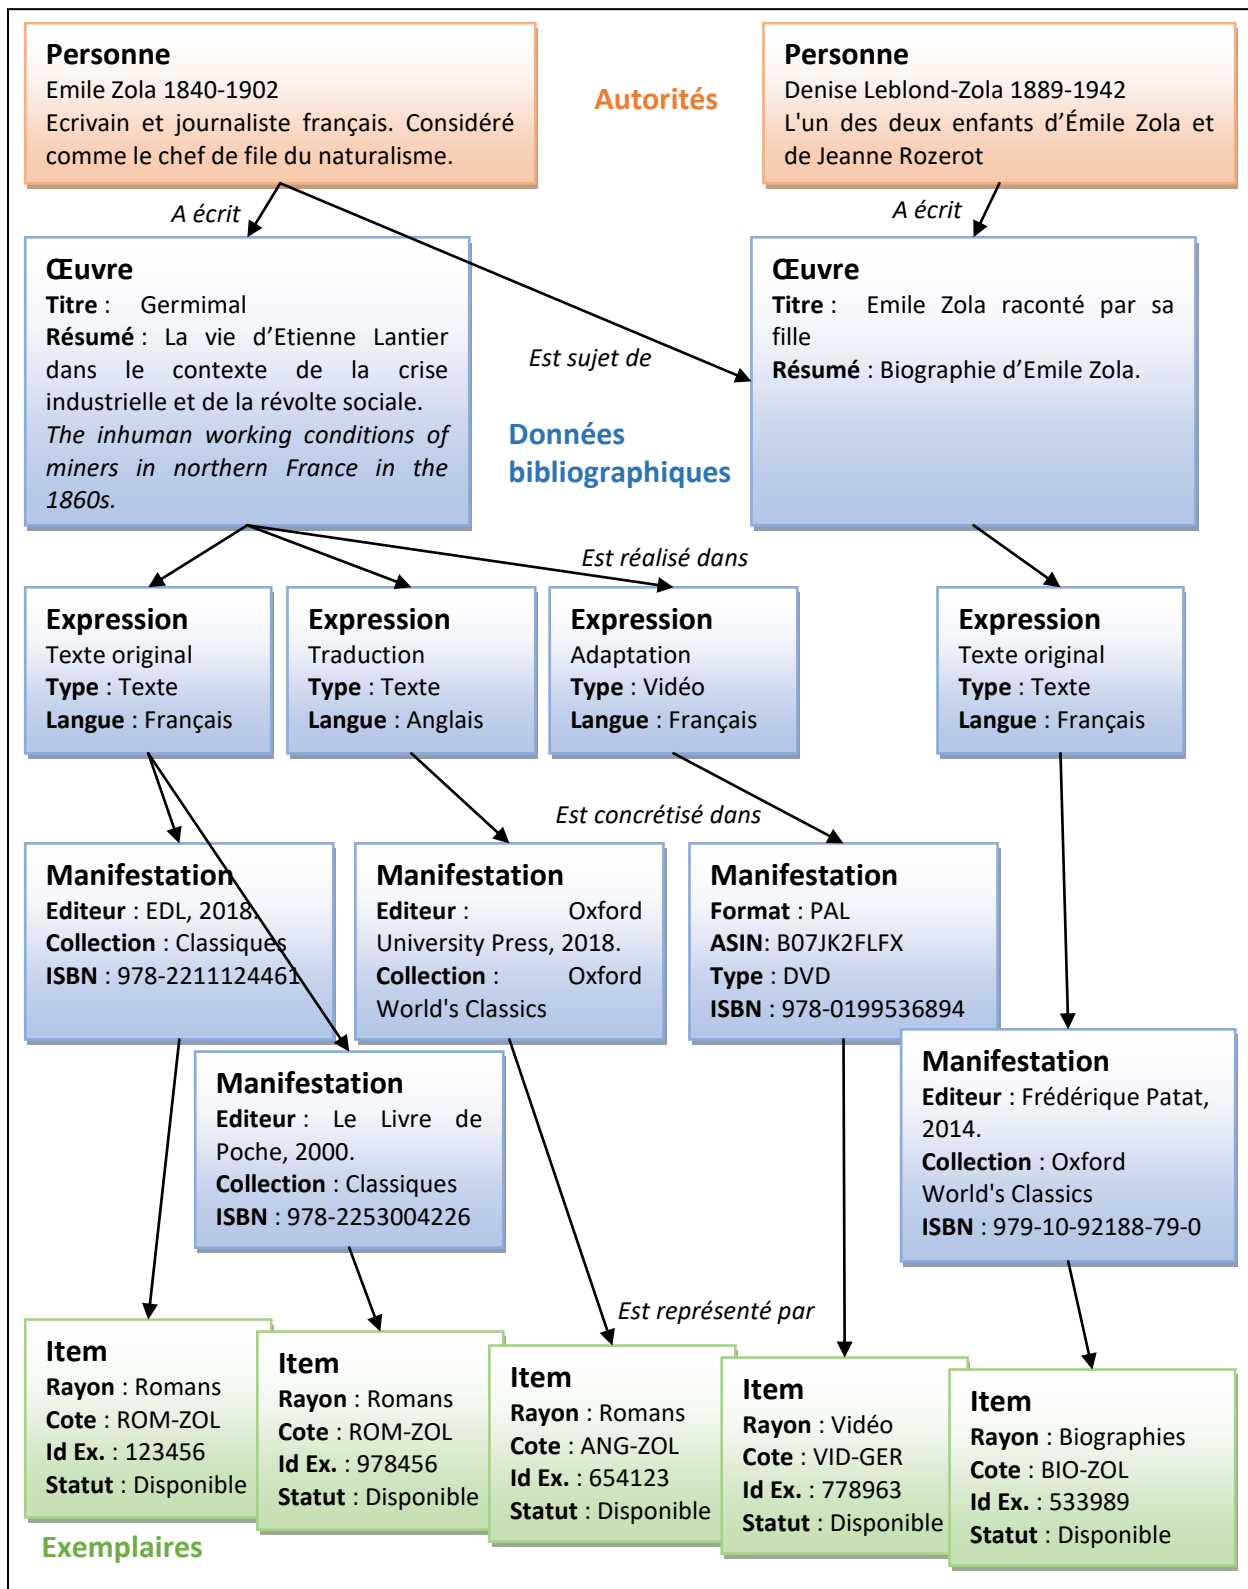 Personne
Emile Zola 1840-1902
Ecrivain et journaliste français. Considéré
comme le chef de file du naturalisme.
Autorités
Personne
Denise Leblond-Zola 1889-1942
L'un des deux enfants d’Émile Zola et
de Jeanne Rozerot
A écrit
A écrit
Œuvre
Titre : Germimal
Résumé : La vie d’Etienne Lantier
dans le contexte de la crise
industrielle et de la révolte sociale.
The inhuman working conditions of
miners in northern France in the
1860s.
Est sujet de
Données
bibliographiques
Œuvre
Titre : Emile Zola raconté par sa
fille
Résumé : Biographie d’Emile Zola.
Est réalisé dans
Expression
Texte original
Type : Texte
Langue : Français
Expression
Traduction
Type : Texte
Langue : Anglais
Expression
Adaptation
Type : Vidéo
Langue : Français
Expression
Texte original
Type : Texte
Langue : Français
Est concrétisé dans
Manifestation
Editeur : EDL, 2018.
Collection : Classiques
ISBN : 978-2211124461
Manifestation
Editeur : Oxford
University Press, 2018.
Collection : Oxford
World's Classics
Manifestation
Format : PAL
ASIN: B07JK2FLFX
Type : DVD
ISBN : 978-0199536894
Manifestation
Editeur : Le Livre de
Poche, 2000.
Collection : Classiques
ISBN : 978-2253004226
Manifestation
Editeur : Frédérique Patat,
2014.
Collection : Oxford
World's Classics
ISBN : 979-10-92188-79-0
Est représenté par
Item
Rayon : Romans
Cote : ROM-ZOL
Id Ex. : 123456
Statut : Disponible
Item
Rayon : Romans
Cote : ROM-ZOL
Id Ex. : 978456
Statut : Disponible
Item
Rayon : Romans
Cote : ANG-ZOL
Id Ex. : 654123
Statut : Disponible
Item
Rayon : Vidéo
Cote : VID-GER
Id Ex. : 778963
Statut : Disponible
Item
Rayon : Biographies
Cote : BIO-ZOL
Id Ex. : 533989
Statut : Disponible
Exemplaires